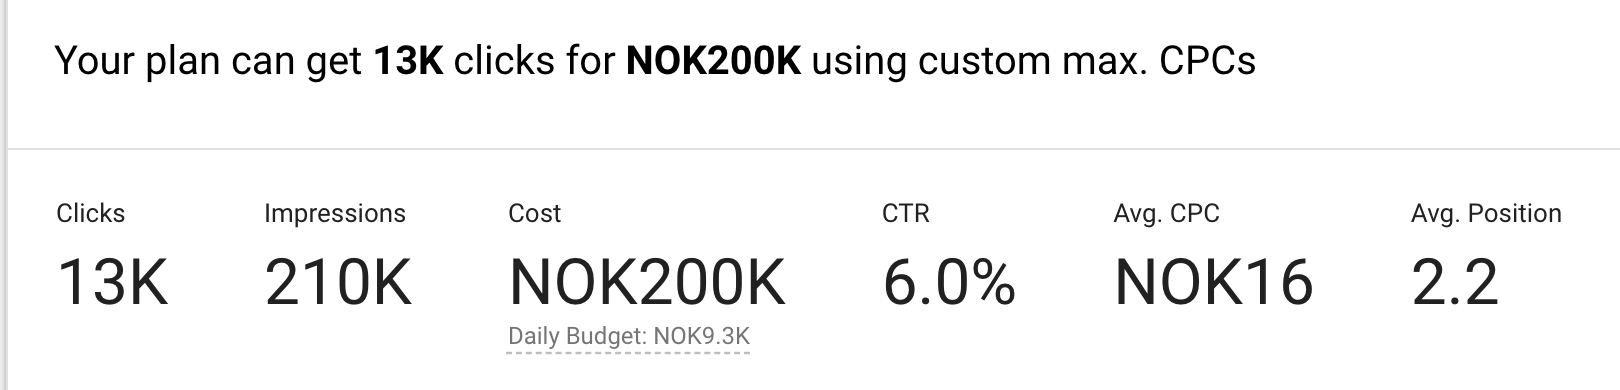 Your plan can get 13K clicks for NOK200K using custom max. CPCs
Clicks Impressions Cost CTR Avg. CPC Avg. Position
13K 210K NOK200K 6.0% NOK16 2.2
Daily Budget: NOK9.3K